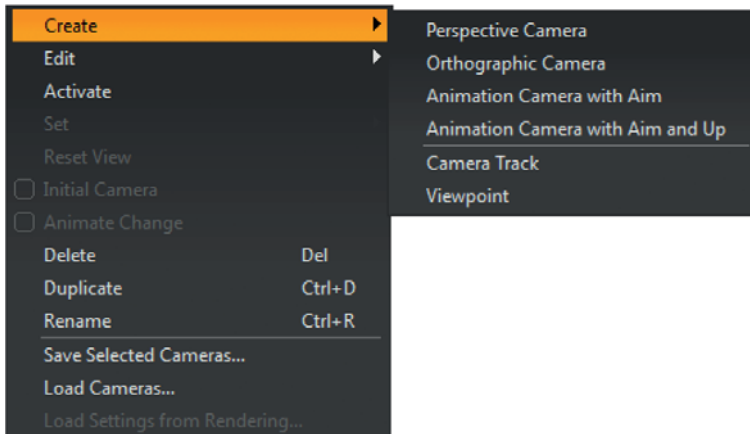 Create
Edit
Activate
Set
Reset View
Initial Camera
Animate Change
Delete Del
Duplicate Ctrl+D
Rename Ctrl+R
Save Selected Cameras...
Load Cameras...
Load Settings from Rendering...
Perspective Camera
Orthographic Camera
Animation Camera with Aim
Animation Camera with Aim and Up
Camera Track
Viewpoint